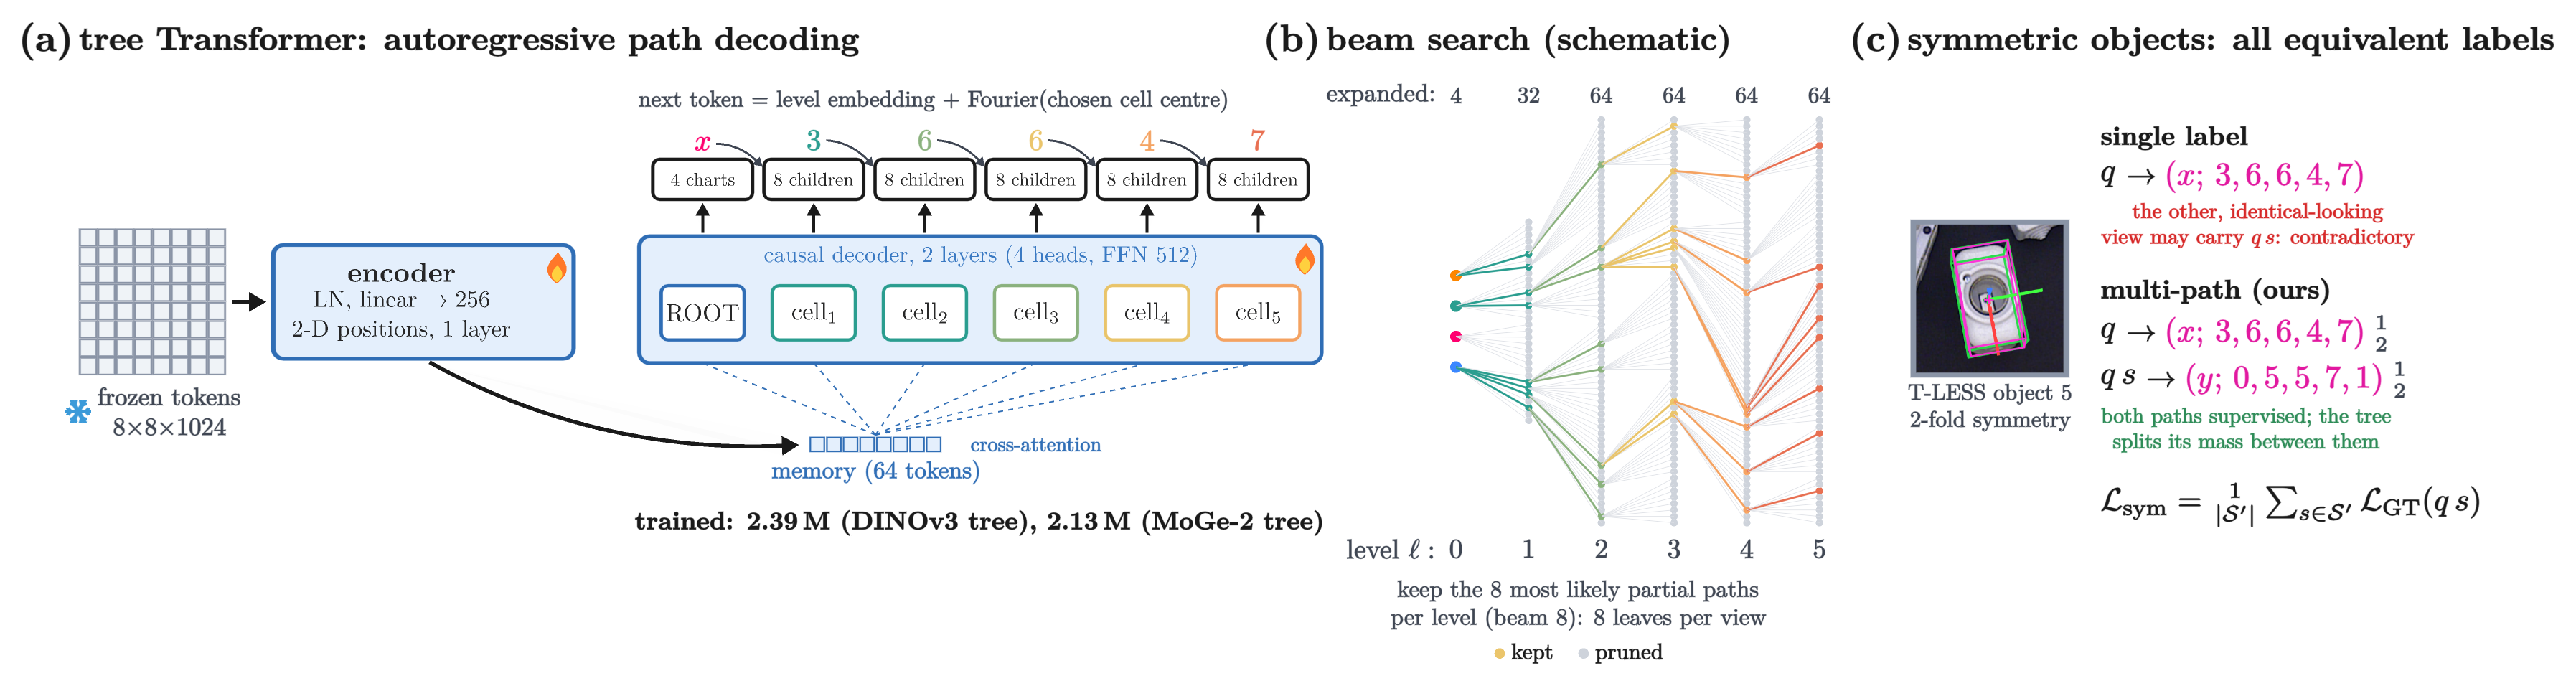 (a) tree Transformer: autoregressive path decoding
next token = level embedding + Fourier(chosen cell centre)
x 3 6 6 4 7
4 charts 8 children 8 children 8 children 8 children 8 children
causal decoder, 2 layers (4 heads, FFN 512)
ROOT cell₁ cell₂ cell₃ cell₄ cell₅
encoder
LN, linear → 256
2-D positions, 1 layer
frozen tokens
8×8×1024
cross-attention
memory (64 tokens)
trained: 2.39 M (DINOv3 tree), 2.13 M (MoGe-2 tree)
(b) beam search (schematic)
expanded: 4 32 64 64 64 64
level ℓ : 0 1 2 3 4 5
keep the 8 most likely partial paths
per level (beam 8): 8 leaves per view
kept pruned
(c) symmetric objects: all equivalent labels
T-LESS object 5
2-fold symmetry
single label
q → (x; 3, 6, 6, 4, 7)
the other, identical-looking
view may carry q s: contradictory
multi-path (ours)
q → (x; 3, 6, 6, 4, 7) 1/2
q s → (y; 0, 5, 5, 7, 1) 1/2
both paths supervised; the tree
splits its mass between them
ℒsym = 1/|𝒮′| ∑s∈𝒮′ ℒGT(q s)